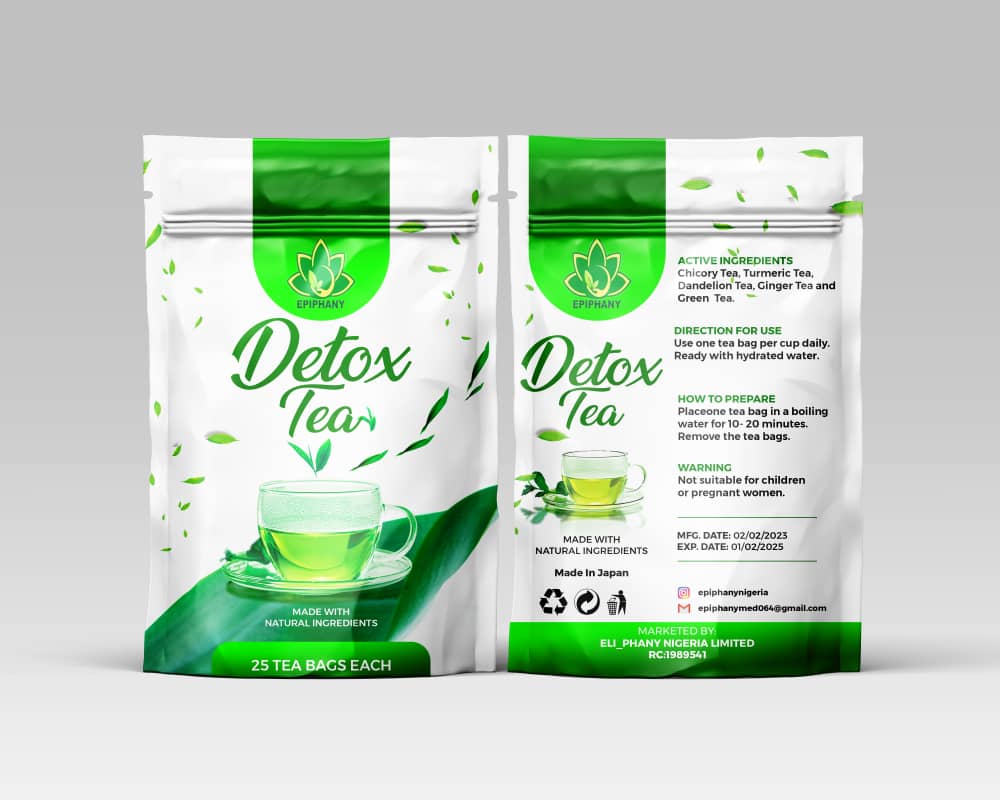 EPIPHANY
Detox
Tea
MADE WITH
NATURAL INGREDIENTS
25 TEA BAGS EACH
EPIPHANY
Detox
Tea
MADE WITH
NATURAL INGREDIENTS
Made In Japan
ACTIVE INGREDIENTS
Chicory Tea, Turmeric Tea,
Dandelion Tea, Ginger Tea and
Green Tea.
DIRECTION FOR USE
Use one tea bag per cup daily.
Ready with hydrated water.
HOW TO PREPARE
Placeone tea bag in a boiling
water for 10- 20 minutes.
Remove the tea bags.
WARNING
Not suitable for children
or pregnant women.
MFG. DATE: 02/02/2023
EXP. DATE: 01/02/2025
epiphanynigeria
epiphanymed064@gmail.com
MARKETED BY:
ELI_PHANY NIGERIA LIMITED
RC:1989541